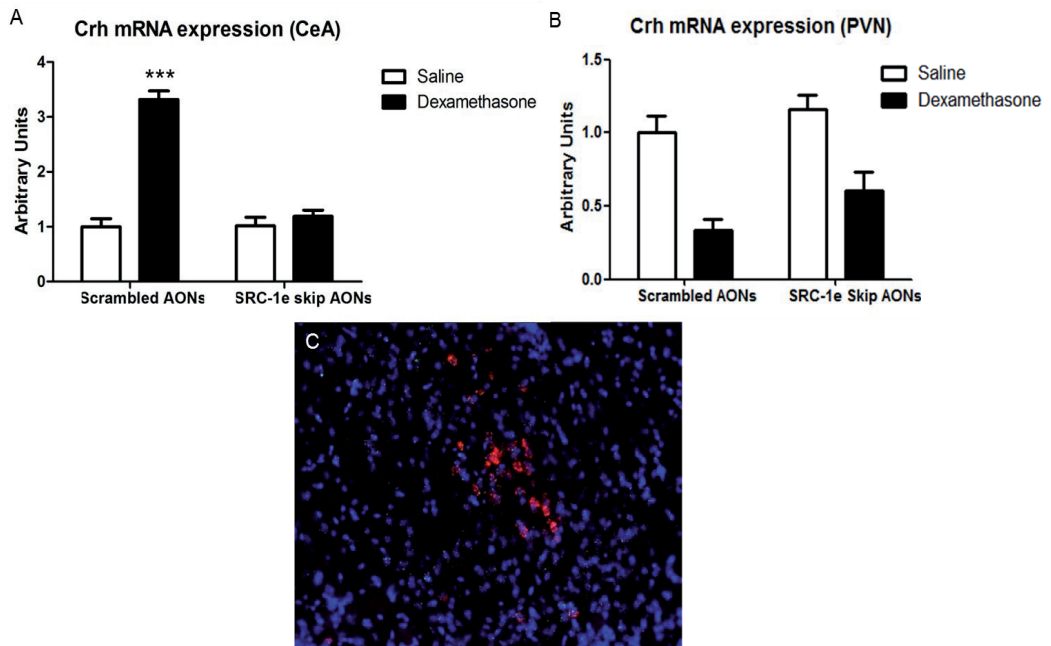 A
Crh mRNA expression (CeA)
Arbitrary Units
4
3
2
1
0
***
Saline
Dexamethasone
Scrambled AONs
SRC-1e skip AONs
B
Crh mRNA expression (PVN)
Arbitrary Units
1.5
1.0
0.5
0.0
Saline
Dexamethasone
Scrambled AONs
SRC-1e Skip AONs
C